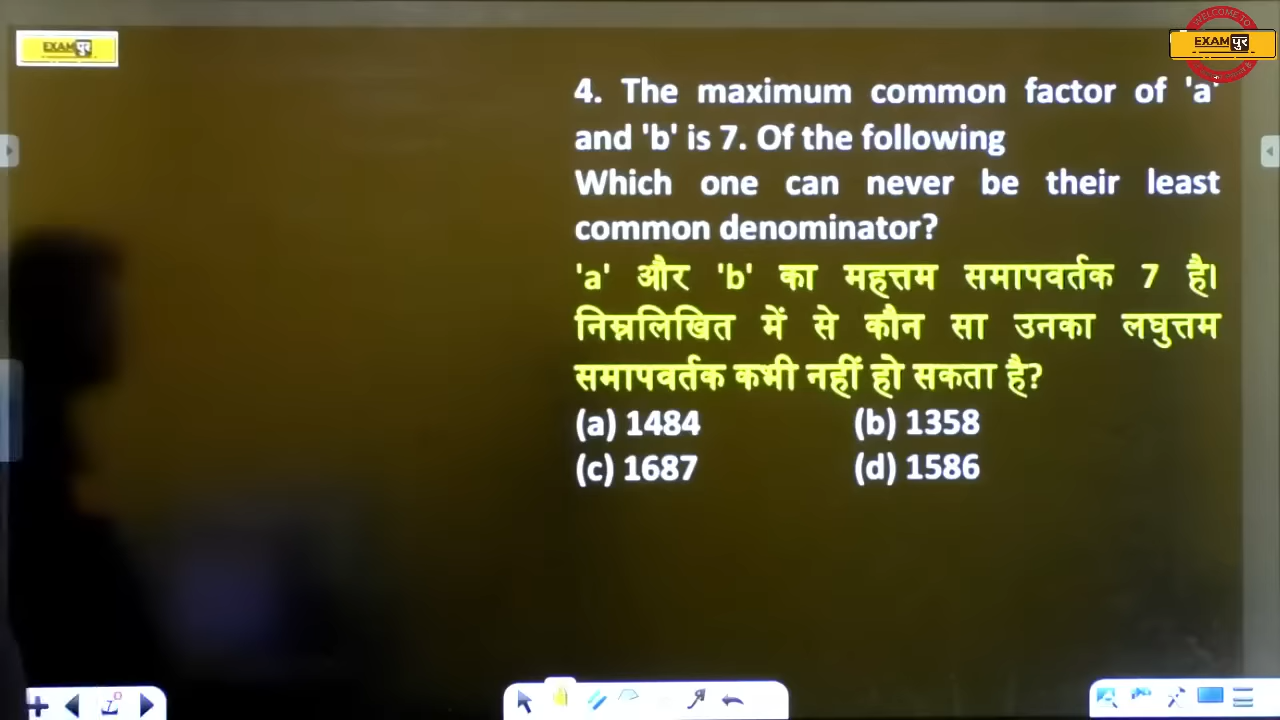 EXAMपुर
WELCOME TO
EXAMपुर
4. The maximum common factor of 'a'
and 'b' is 7. Of the following
Which one can never be their least
common denominator?
'a' और 'b' का महत्तम समापवर्तक 7 है।
निम्नलिखित में से कौन सा उनका लघुत्तम
समापवर्तक कभी नहीं हो सकता है?
(a) 1484 (b) 1358
(c) 1687 (d) 1586